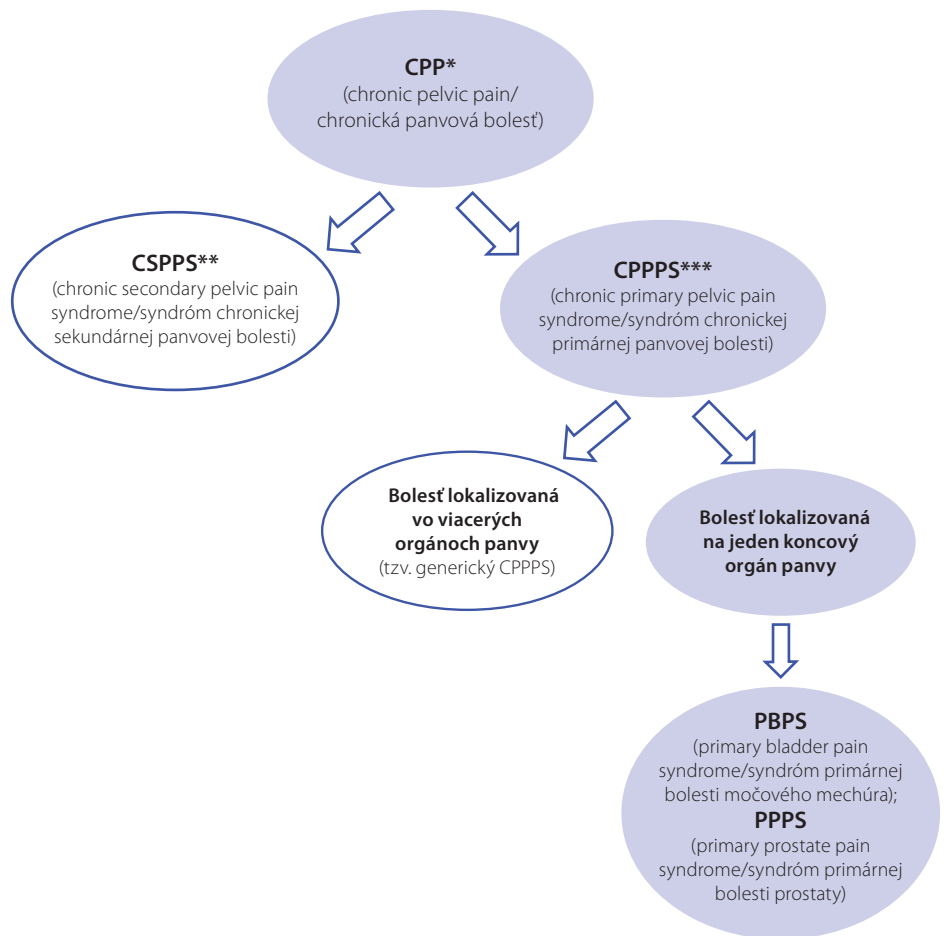 CPP*
(chronic pelvic pain/
chronická panvová bolesť)
CSPPS**
(chronic secondary pelvic pain
syndrome/syndróm chronickej
sekundárnej panvovej bolesti)
CPPPS***
(chronic primary pelvic pain
syndrome/syndróm chronickej
primárnej panvovej bolesti)
Bolesť lokalizovaná
vo viacerých
orgánoch panvy
(tzv. generický CPPPS)
Bolesť lokalizovaná
na jeden koncový
orgán panvy
PBPS
(primary bladder pain
syndrome/syndróm primárnej
bolesti močového mechúra);
PPPS
(primary prostate pain
syndrome/syndróm primárnej
bolesti prostaty)